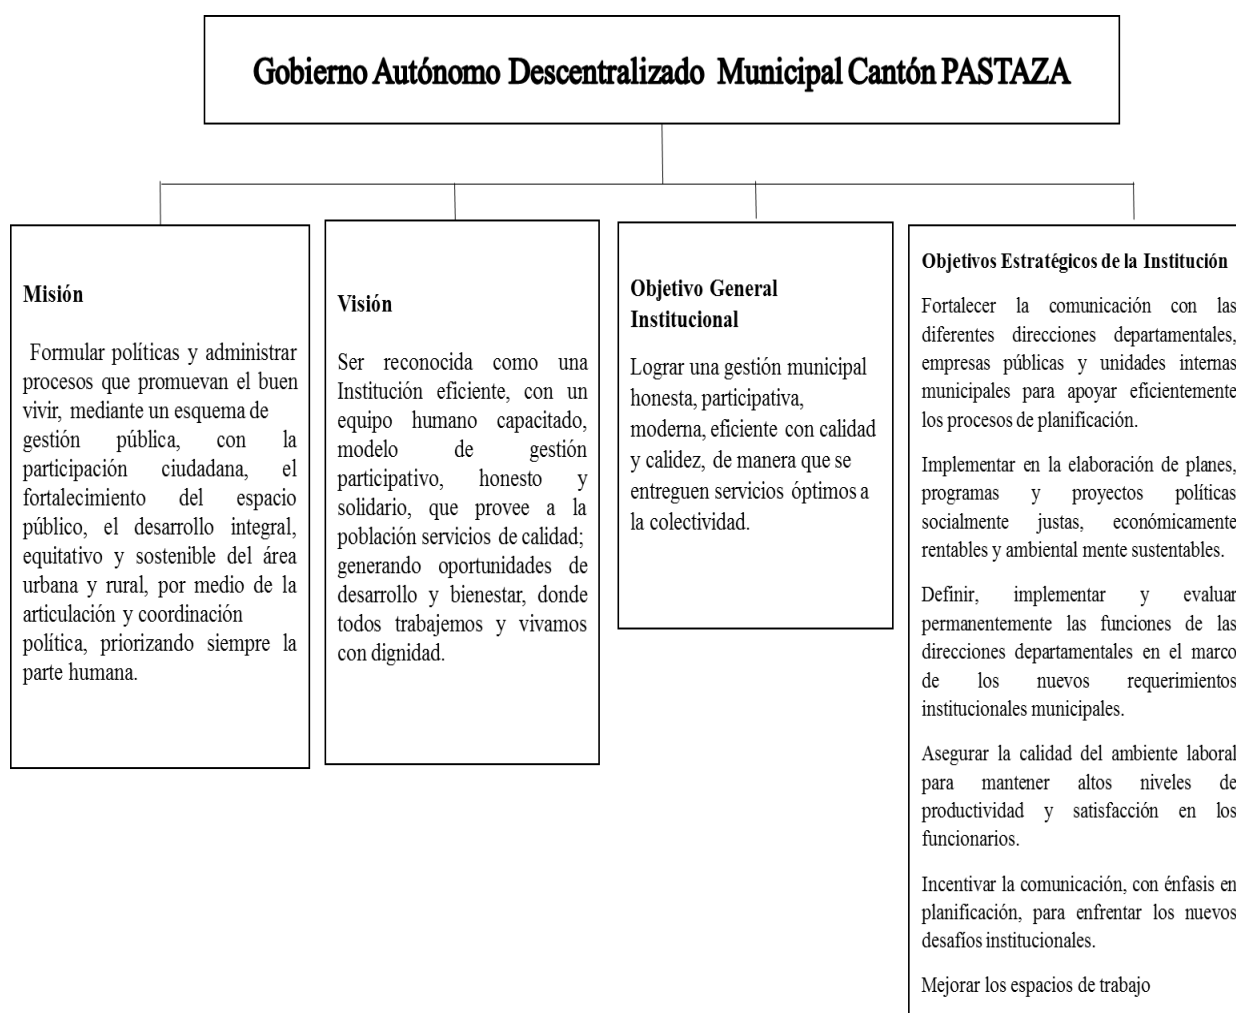 Gobierno Autónomo Descentralizado Municipal Cantón PASTAZA
Misión
Formular políticas y administrar
procesos que promuevan el buen
vivir, mediante un esquema de
gestión pública, con la
participación ciudadana, el
fortalecimiento del espacio
público, el desarrollo integral,
equitativo y sostenible del área
urbana y rural, por medio de la
articulación y coordinación
política, priorizando siempre la
parte humana.
Visión
Ser reconocida como una
Institución eficiente, con un
equipo humano capacitado,
modelo de gestión
participativo, honesto y
solidario, que provee a la
población servicios de calidad;
generando oportunidades de
desarrollo y bienestar, donde
todos trabajemos y vivamos
con dignidad.
Objetivo General
Institucional
Lograr una gestión municipal
honesta, participativa,
moderna, eficiente con calidad
y calidez, de manera que se
entreguen servicios óptimos a
la colectividad.
Objetivos Estratégicos de la Institución
Fortalecer la comunicación con las
diferentes direcciones departamentales,
empresas públicas y unidades internas
municipales para apoyar eficientemente
los procesos de planificación.
Implementar en la elaboración de planes,
programas y proyectos políticas
socialmente justas, económicamente
rentables y ambiental mente sustentables.
Definir, implementar y evaluar
permanentemente las funciones de las
direcciones departamentales en el marco
de los nuevos requerimientos
institucionales municipales.
Asegurar la calidad del ambiente laboral
para mantener altos niveles de
productividad y satisfacción en los
funcionarios.
Incentivar la comunicación, con énfasis en
planificación, para enfrentar los nuevos
desafíos institucionales.
Mejorar los espacios de trabajo